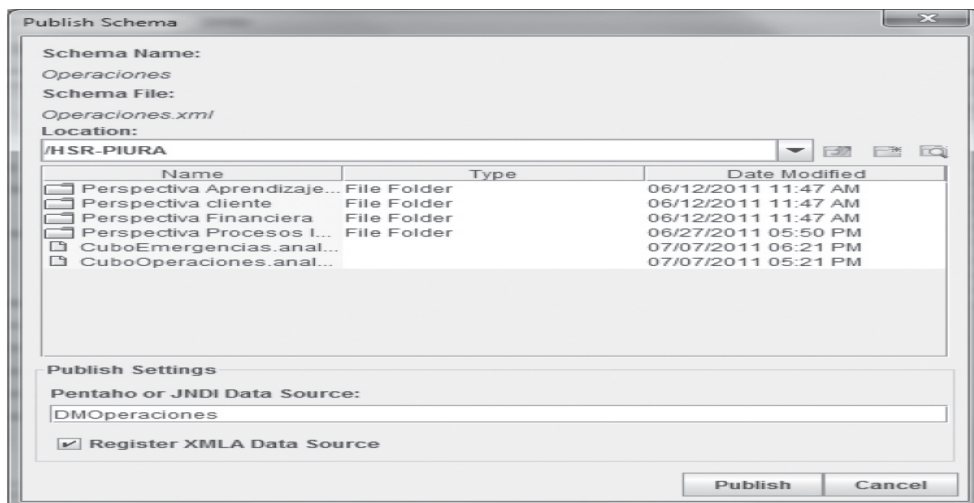 Publish Schema
Schema Name:
Operaciones
Schema File:
Operaciones.xml
Location:
/HSR-PIURA
Name Type Date Modified
Perspectiva Aprendizaje... File Folder 06/12/2011 11:47 AM
Perspectiva cliente File Folder 06/12/2011 11:47 AM
Perspectiva Financiera File Folder 06/12/2011 11:47 AM
Perspectiva Procesos I... File Folder 06/27/2011 05:50 PM
CuboEmergencias.anal... 07/07/2011 06:21 PM
CuboOperaciones.anal... 07/07/2011 05:21 PM
Publish Settings
Pentaho or JNDI Data Source:
DMOperaciones
Register XMLA Data Source
Publish Cancel